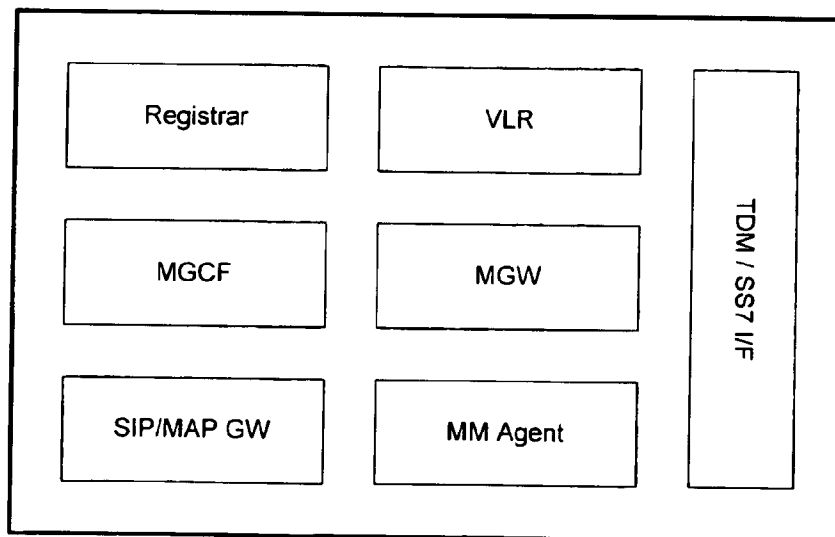 Registrar
VLR
MGCF
MGW
SIP/MAP GW
MM Agent
TDM / SS7 I/F